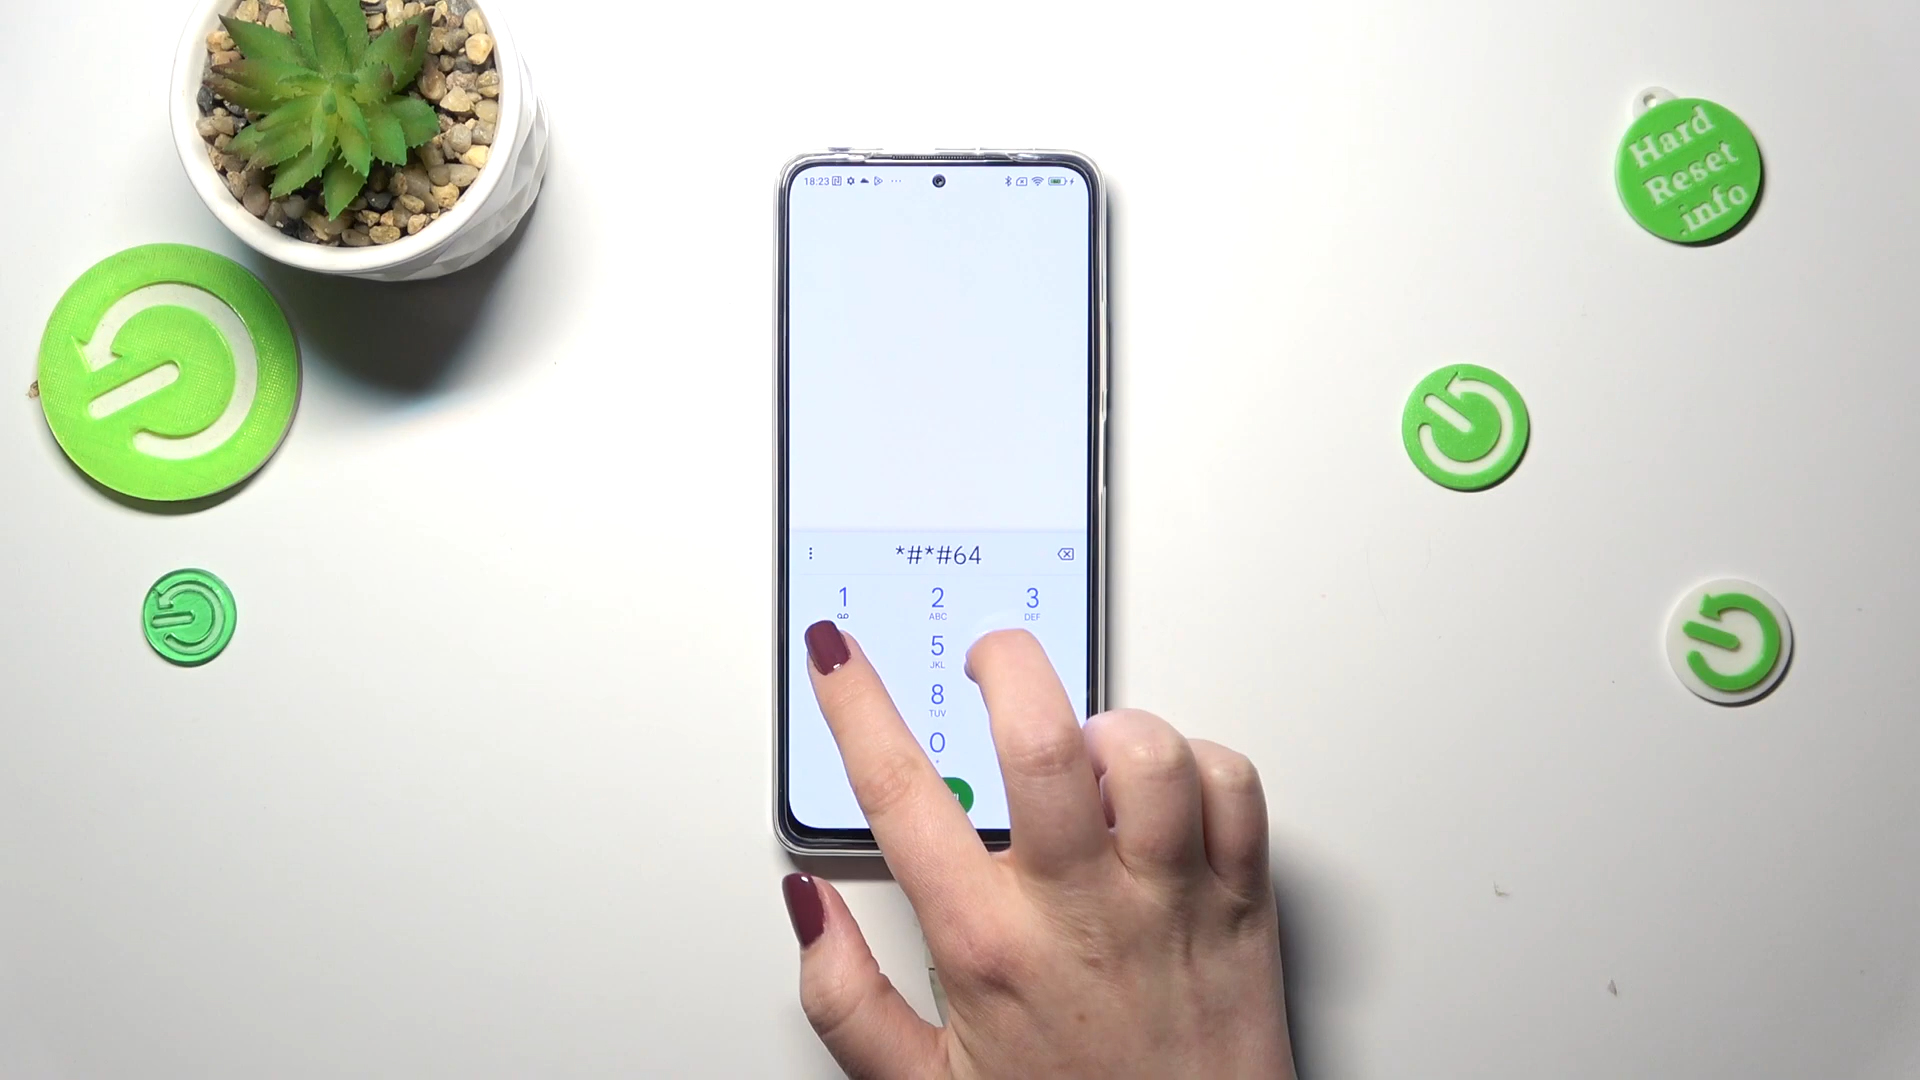 Hard
Reset
.info
18:23
*#*#64
1
2 ABC
3 DEF
5 JKL
8 TUV
0
+